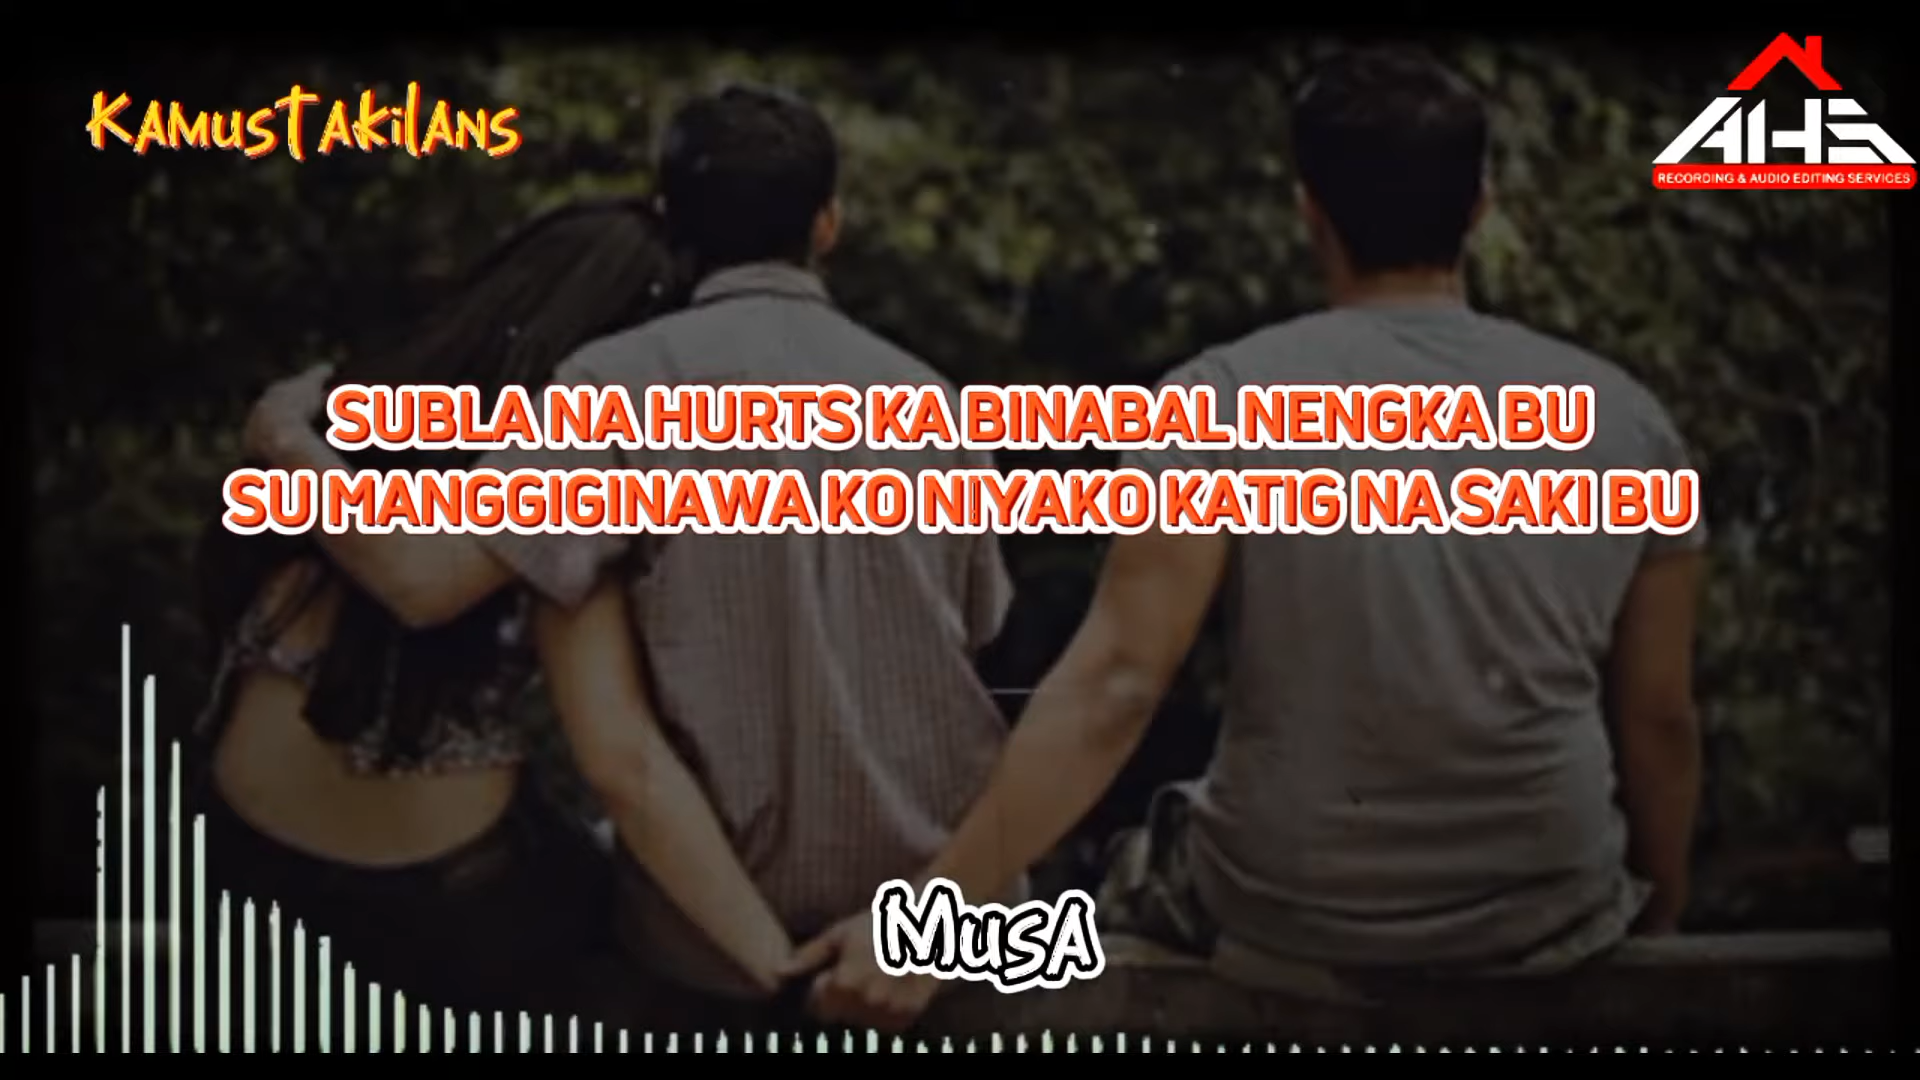 KAMUSTAKILANS
AHS
RECORDING & AUDIO EDITING SERVICES
SUBLA NA HURTS KA BINABAL NENGKA BU
SU MANGGIGINAWA KO NIYAKO KATIG NA SAKI BU
MUSA